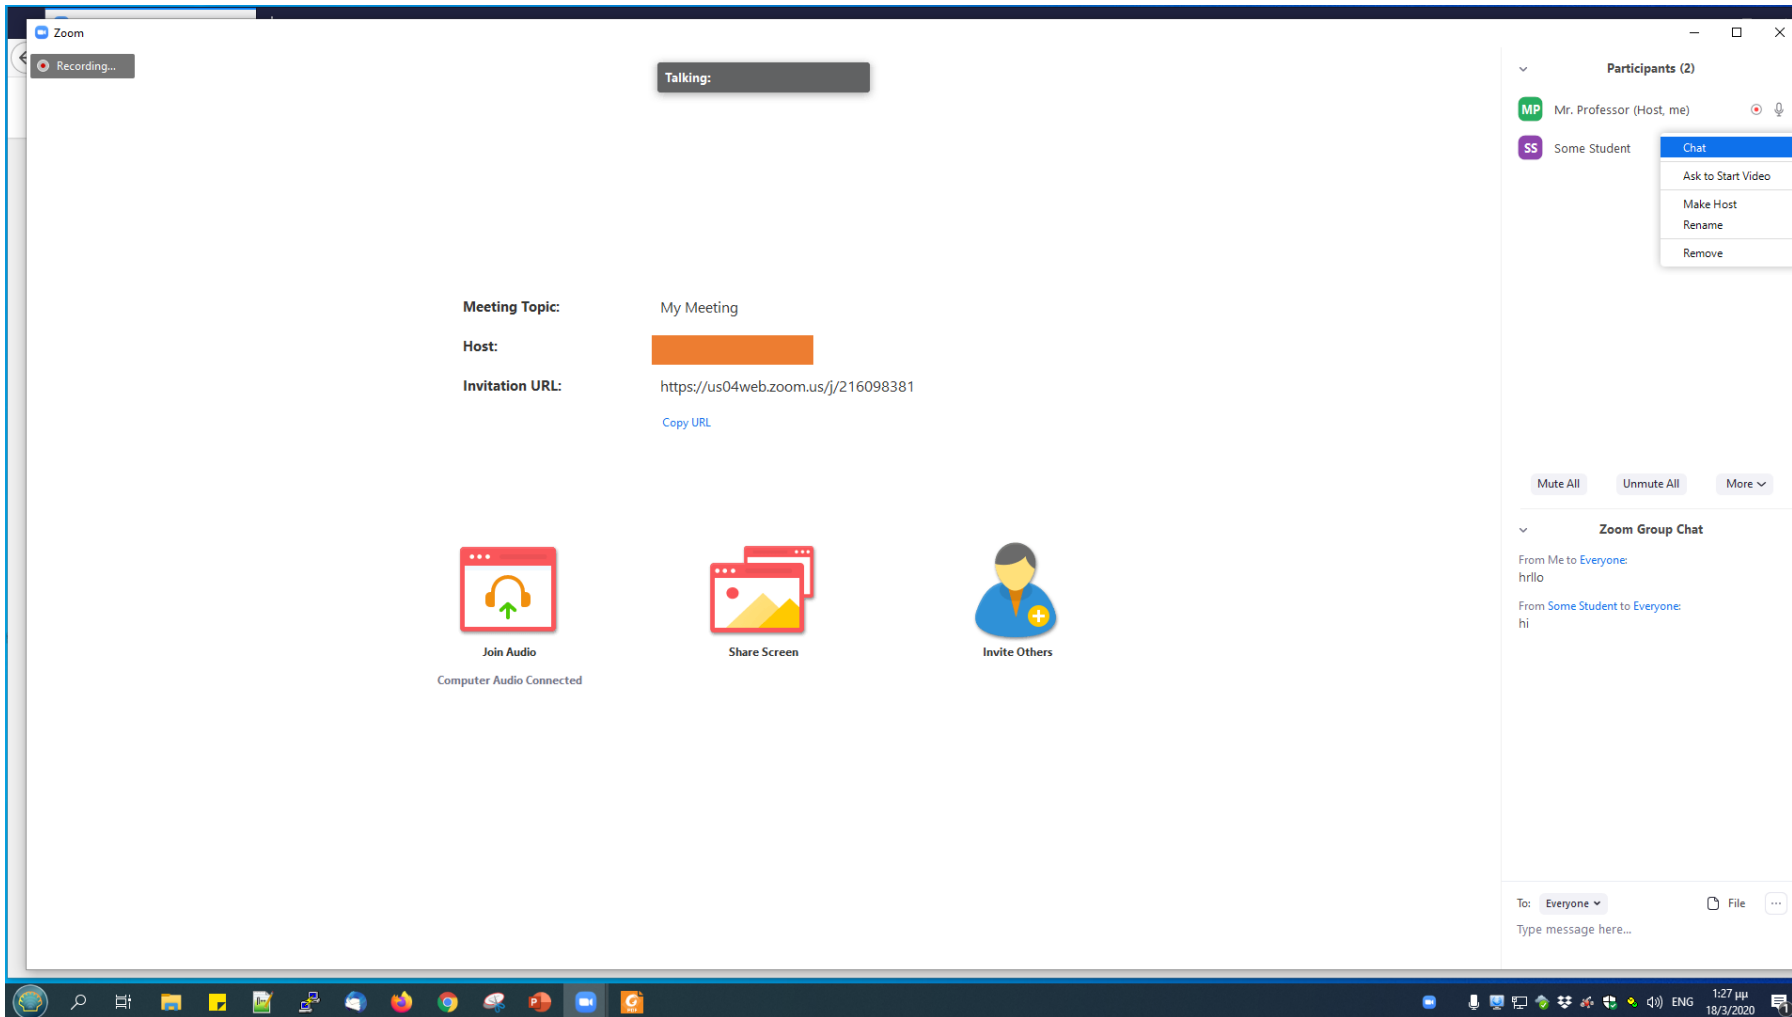 Zoom
Recording...
Talking:
Participants (2)
MP Mr. Professor (Host, me)
SS Some Student
Chat
Ask to Start Video
Make Host
Rename
Remove
Meeting Topic: My Meeting
Host:
Invitation URL: https://us04web.zoom.us/j/216098381
Copy URL
Mute All Unmute All More
Zoom Group Chat
From Me to Everyone:
hrllo
From Some Student to Everyone:
hi
Join Audio Share Screen Invite Others
Computer Audio Connected
To: Everyone File ...
Type message here...
ENG 1:27 μμ
18/3/2020